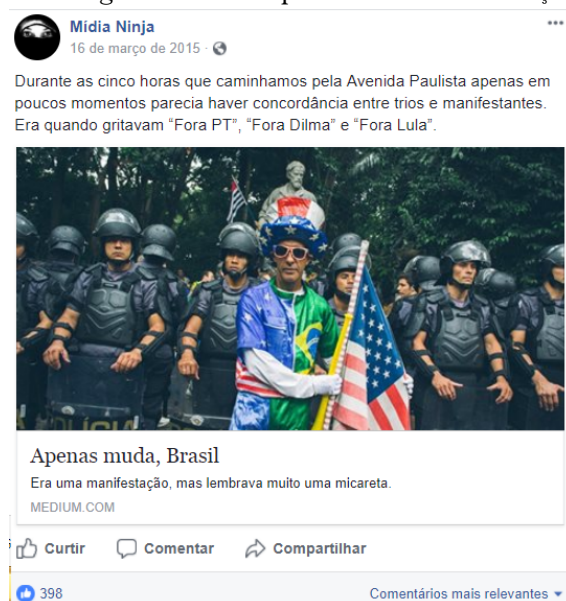 Mídia Ninja
16 de março de 2015 ·
Durante as cinco horas que caminhamos pela Avenida Paulista apenas em
poucos momentos parecia haver concordância entre trios e manifestantes.
Era quando gritavam “Fora PT”, “Fora Dilma” e “Fora Lula”.
POLÍCIA
Apenas muda, Brasil
Era uma manifestação, mas lembrava muito uma micareta.
MEDIUM.COM
Curtir Comentar Compartilhar
398 Comentários mais relevantes